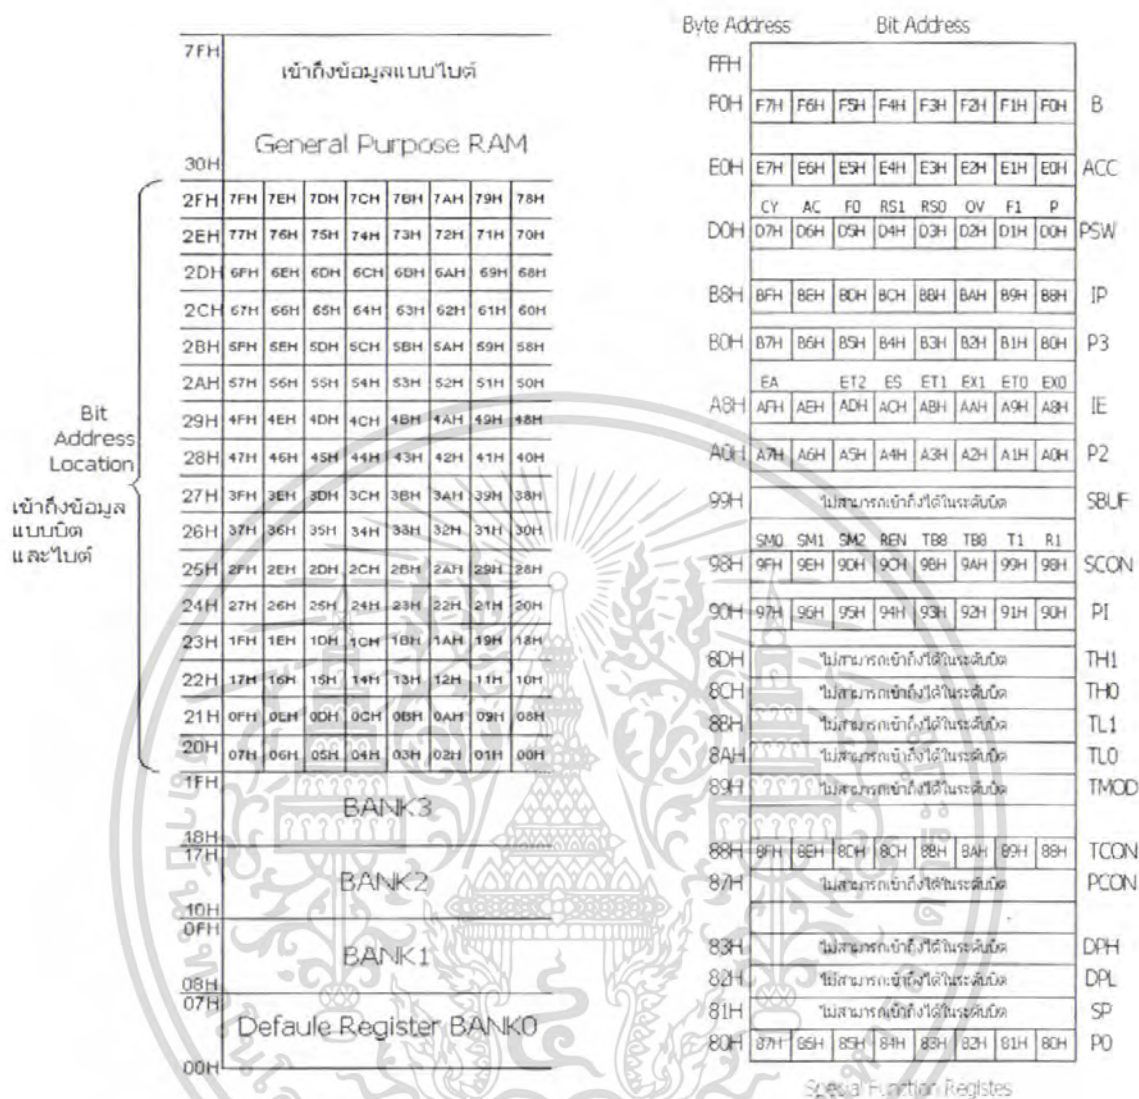 7FH
เข้าถึงข้อมูลแบบไบต์
General Purpose RAM
30H
2FH 7FH 7EH 7DH 7CH 7BH 7AH 79H 78H
2EH 77H 76H 75H 74H 73H 72H 71H 70H
2DH 6FH 6EH 6DH 6CH 6BH 6AH 69H 68H
2CH 67H 66H 65H 64H 63H 62H 61H 60H
2BH 5FH 5EH 5DH 5CH 5BH 5AH 59H 58H
2AH 57H 56H 55H 54H 53H 52H 51H 50H
29H 4FH 4EH 4DH 4CH 4BH 4AH 49H 48H
28H 47H 46H 45H 44H 43H 42H 41H 40H
27H 3FH 3EH 3DH 3CH 3BH 3AH 39H 38H
26H 37H 36H 35H 34H 33H 32H 31H 30H
25H 2FH 2EH 2DH 2CH 2BH 2AH 29H 28H
24H 27H 26H 25H 24H 23H 22H 21H 20H
23H 1FH 1EH 1DH 1CH 1BH 1AH 19H 18H
22H 17H 16H 15H 14H 13H 12H 11H 10H
21H 0FH 0EH 0DH 0CH 0BH 0AH 09H 08H
20H 07H 06H 05H 04H 03H 02H 01H 00H
Bit
Address
Location
เข้าถึงข้อมูล
แบบบิต
และไบต์
1FH
BANK3
18H
17H
BANK2
10H
0FH
BANK1
08H
07H
Defaule Register BANK0
00H
Byte Address Bit Address
FFH
F0H F7H F6H F5H F4H F3H F2H F1H F0H B
E0H E7H E6H E5H E4H E3H E2H E1H E0H ACC
CY AC F0 RS1 RS0 OV F1 P
D0H D7H D6H D5H D4H D3H D2H D1H D0H PSW
B8H BFH BEH BDH BCH BBH BAH B9H B8H IP
B0H B7H B6H B5H B4H B3H B2H B1H B0H P3
EA ET2 ES ET1 EX1 ET0 EX0
A8H AFH AEH ADH ACH ABH AAH A9H A8H IE
A0H A7H A6H A5H A4H A3H A2H A1H A0H P2
99H ไม่สามารถเข้าถึงได้ในระดับบิต SBUF
SM0 SM1 SM2 REN TB8 TB8 T1 R1
98H 9FH 9EH 9DH 9CH 9BH 9AH 99H 98H SCON
90H 97H 96H 95H 94H 93H 92H 91H 90H PI
8DH ไม่สามารถเข้าถึงได้ในระดับบิต TH1
8CH ไม่สามารถเข้าถึงได้ในระดับบิต TH0
8BH ไม่สามารถเข้าถึงได้ในระดับบิต TL1
8AH ไม่สามารถเข้าถึงได้ในระดับบิต TL0
89H ไม่สามารถเข้าถึงได้ในระดับบิต TMOD
88H 8FH 8EH 8DH 8CH 8BH 8AH 89H 88H TCON
87H ไม่สามารถเข้าถึงได้ในระดับบิต PCON
83H ไม่สามารถเข้าถึงได้ในระดับบิต DPH
82H ไม่สามารถเข้าถึงได้ในระดับบิต DPL
81H ไม่สามารถเข้าถึงได้ในระดับบิต SP
80H 87H 86H 85H 84H 83H 82H 81H 80H P0
Special Function Registes